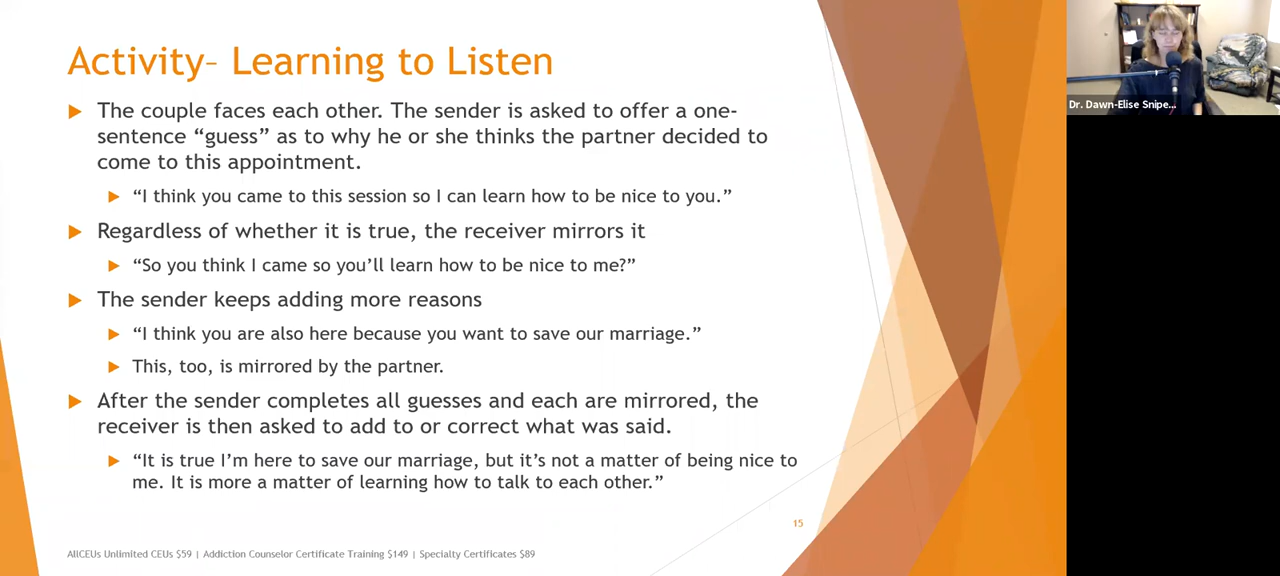 Activity– Learning to Listen
The couple faces each other. The sender is asked to offer a one-
sentence “guess” as to why he or she thinks the partner decided to
come to this appointment.
“I think you came to this session so I can learn how to be nice to you.”
Regardless of whether it is true, the receiver mirrors it
“So you think I came so you’ll learn how to be nice to me?”
The sender keeps adding more reasons
“I think you are also here because you want to save our marriage.”
This, too, is mirrored by the partner.
After the sender completes all guesses and each are mirrored, the
receiver is then asked to add to or correct what was said.
“It is true I’m here to save our marriage, but it’s not a matter of being nice to
me. It is more a matter of learning how to talk to each other.”
15
AllCEUs Unlimited CEUs $59 | Addiction Counselor Certificate Training $149 | Specialty Certificates $89
Dr. Dawn-Elise Snipe...